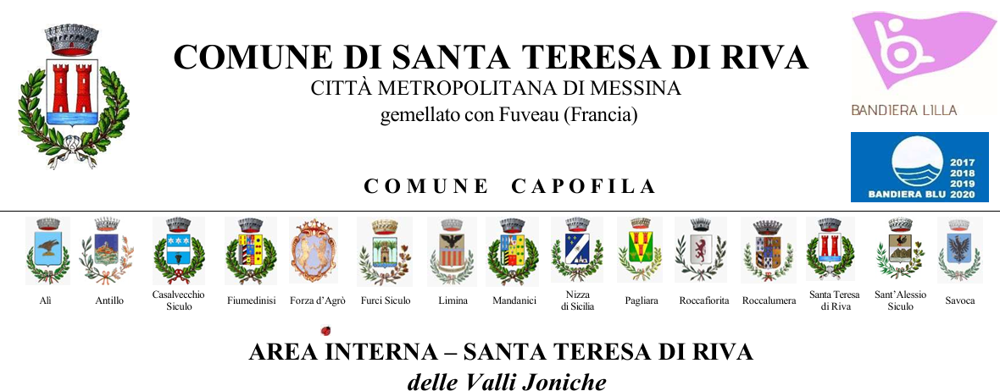 COMUNE DI SANTA TERESA DI RIVA
CITTÀ METROPOLITANA DI MESSINA
gemellato con Fuveau (Francia)
BANDIERA LILLA
2017
2018
2019
BANDIERA BLU 2020
COMUNE CAPOFILA
Alì
Antillo
Casalvecchio
Siculo
Fiumedinisi
Forza d'Agrò
Furci Siculo
Limina
Mandanici
Nizza
di Sicilia
Pagliara
Roccafiorita
Roccalumera
Santa Teresa
di Riva
Sant'Alessio
Siculo
Savoca
AREA INTERNA – SANTA TERESA DI RIVA
delle Valli Joniche